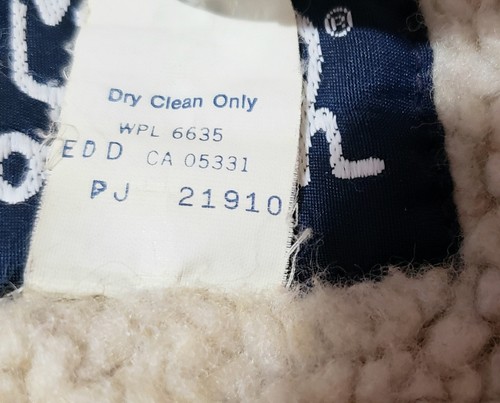 ®
Dry Clean Only
WPL 6635
EDD CA 05331
PJ 21910